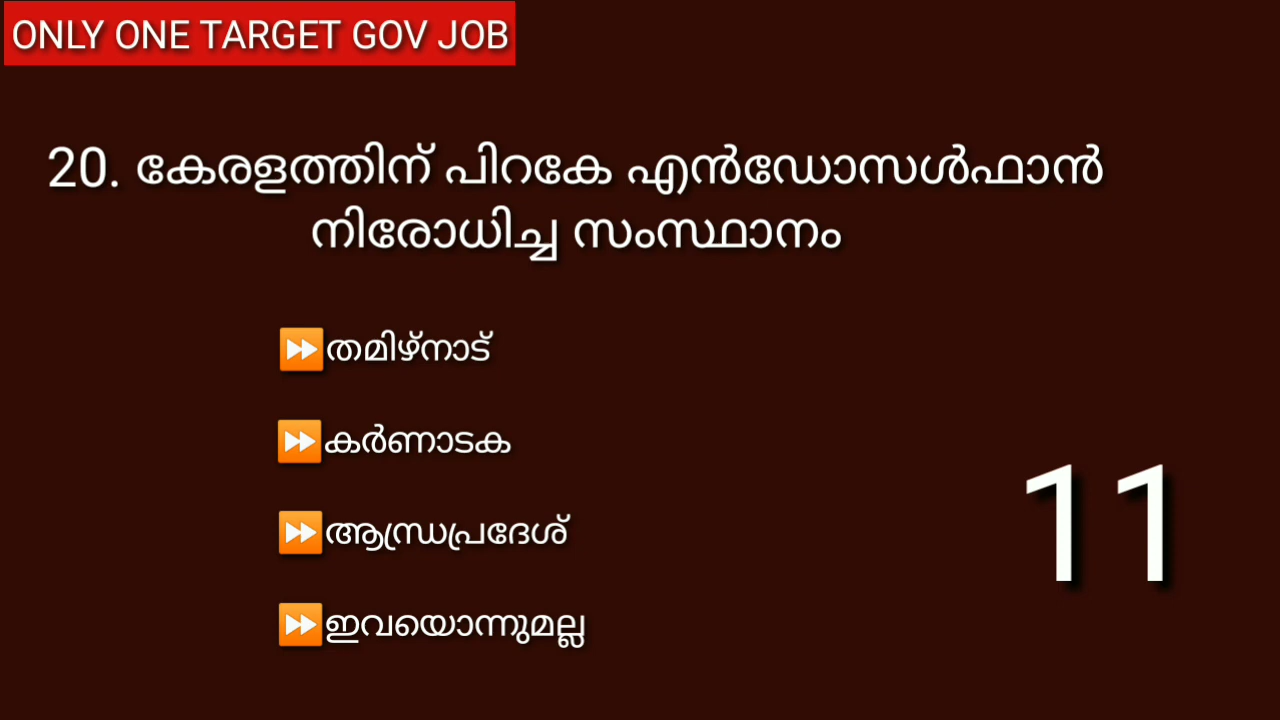 ONLY ONE TARGET GOV JOB
20. കേരളത്തിന് പിറകേ എൻഡോസൾഫാൻ
നിരോധിച്ച സംസ്ഥാനം
⏩തമിഴ്നാട്
⏩കർണാടക
⏩ആന്ധ്രപ്രദേശ്
⏩ഇവയൊന്നുമല്ല
11